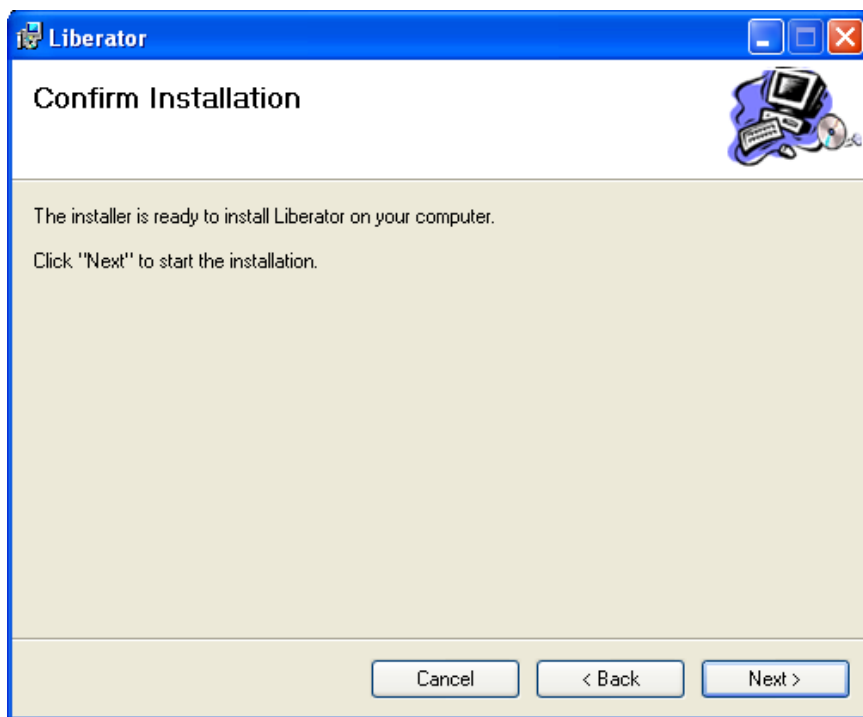 Liberator
Confirm Installation
The installer is ready to install Liberator on your computer.
Click "Next" to start the installation.
Cancel
< Back
Next >